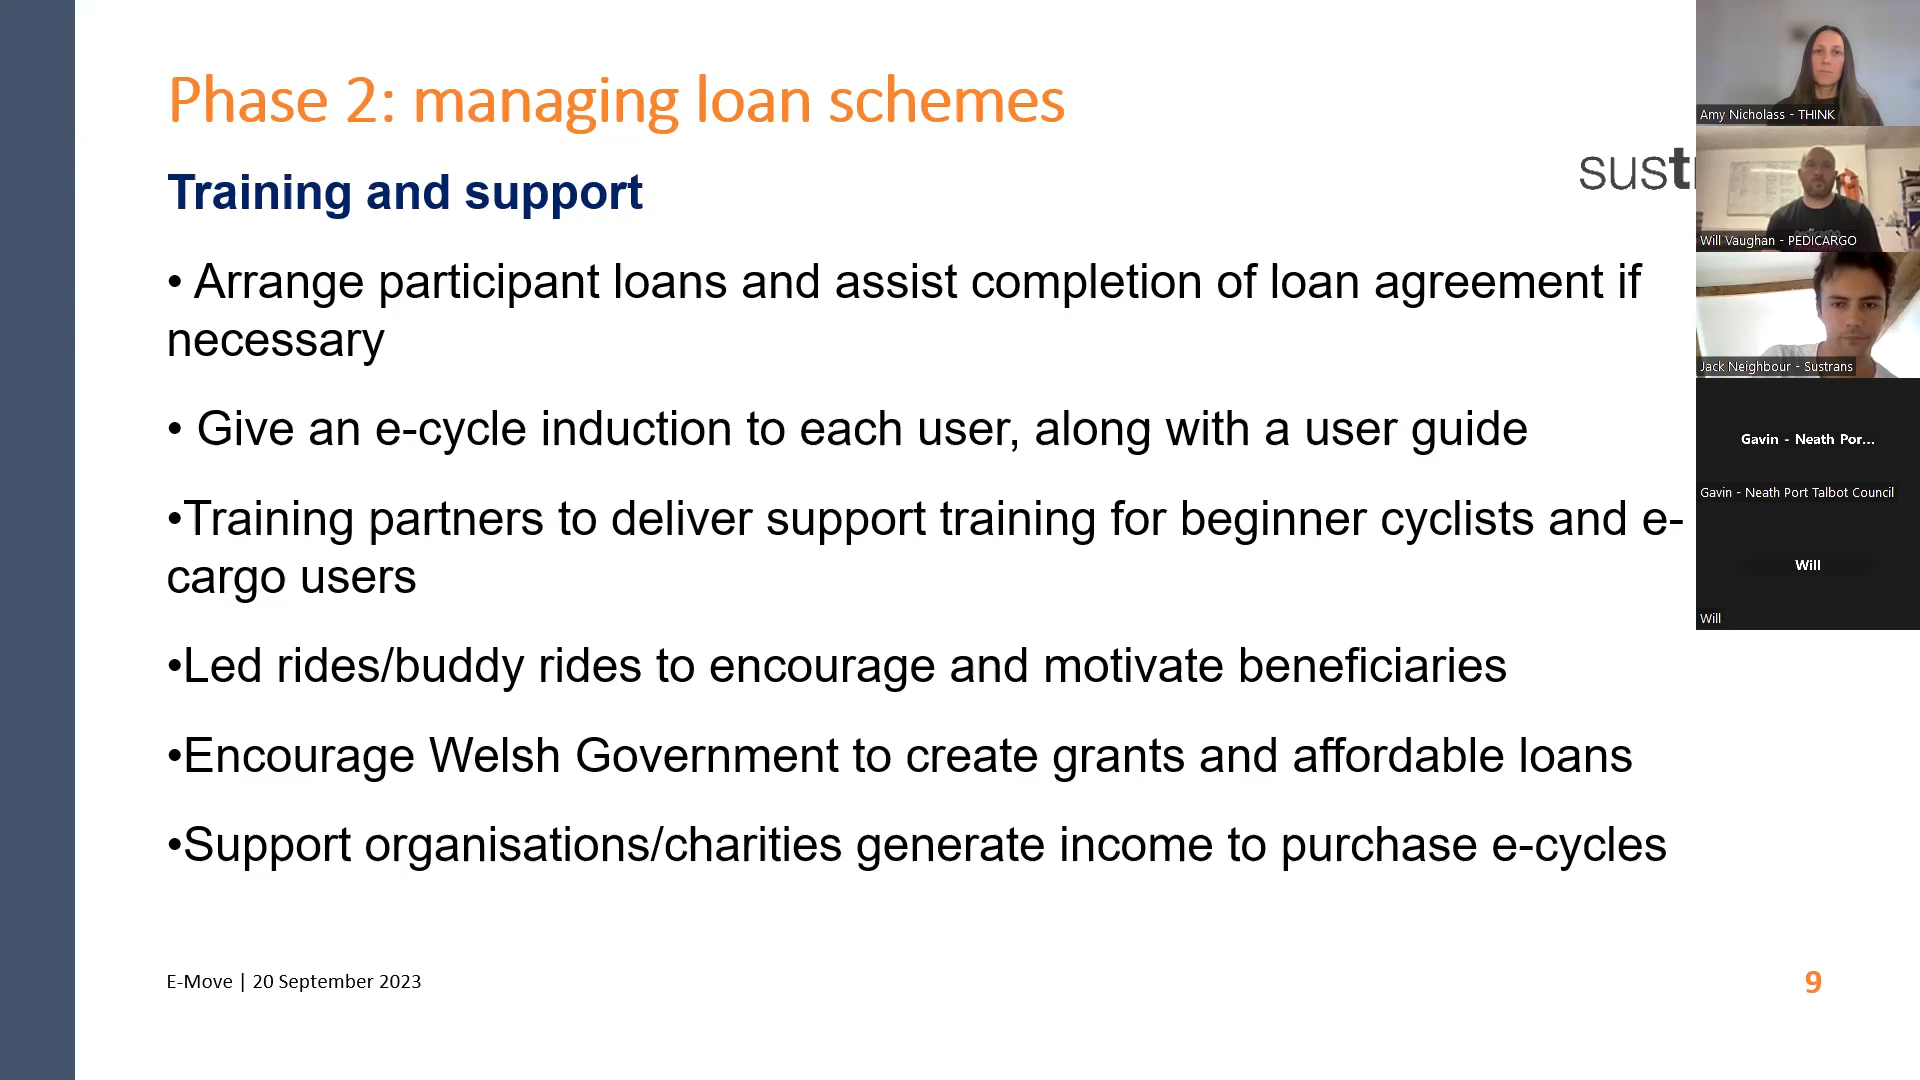 Phase 2: managing loan schemes
Training and support
• Arrange participant loans and assist completion of loan agreement if
necessary
• Give an e-cycle induction to each user, along with a user guide
•Training partners to deliver support training for beginner cyclists and e-
cargo users
•Led rides/buddy rides to encourage and motivate beneficiaries
•Encourage Welsh Government to create grants and affordable loans
•Support organisations/charities generate income to purchase e-cycles
E-Move | 20 September 2023
9
sust
Amy Nicholass - THINK
Will Vaughan - PEDICARGO
Jack Neighbour - Sustrans
Gavin - Neath Por...
Gavin - Neath Port Talbot Council
Will
Will